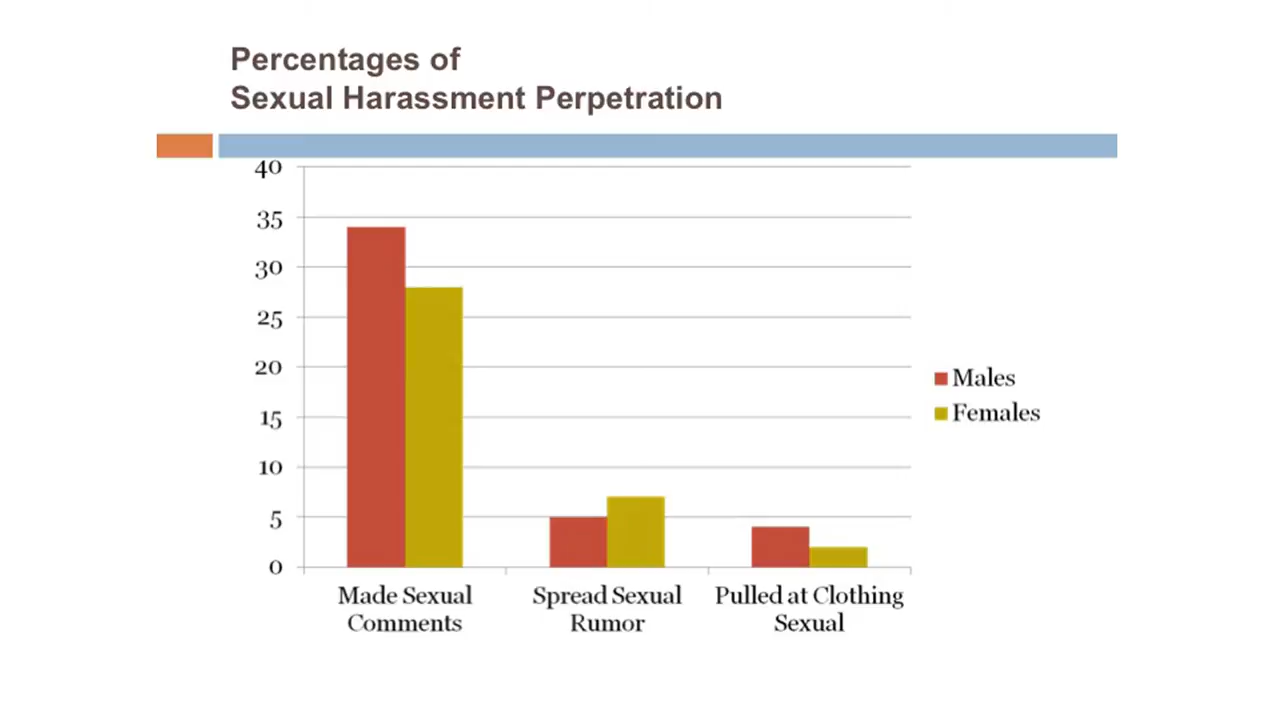 Percentages of
Sexual Harassment Perpetration
40
35
30
25
20
15
10
5
0
Made Sexual
Comments
Spread Sexual
Rumor
Pulled at Clothing
Sexual
Males
Females